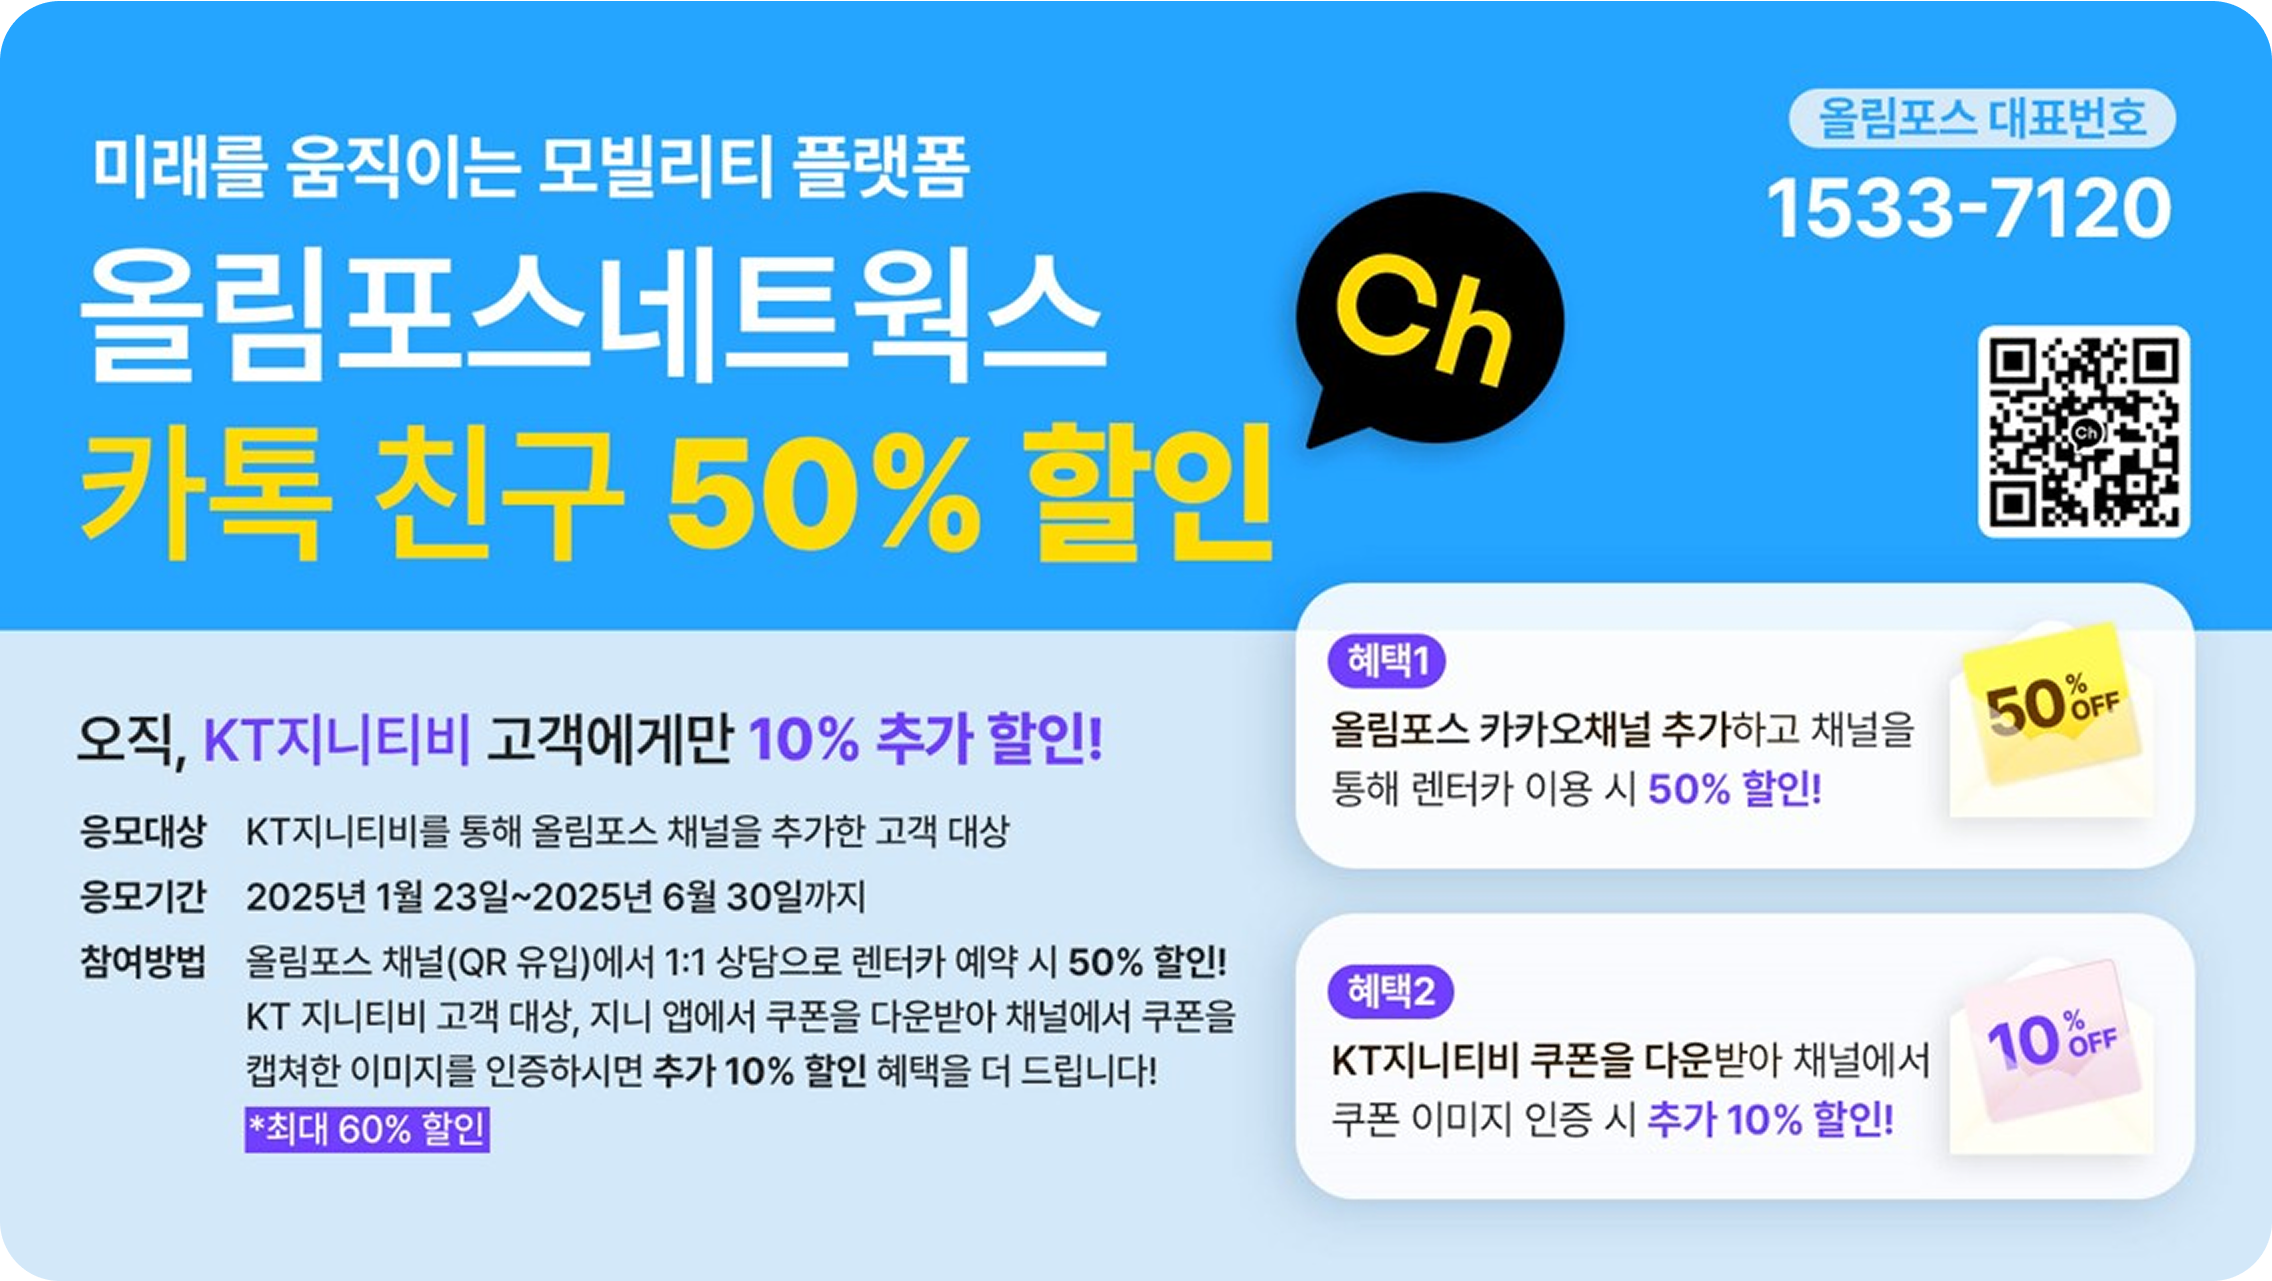 미래를 움직이는 모빌리티 플랫폼
올림포스네트웍스
카톡 친구 50% 할인
Ch
올림포스 대표번호
1533-7120
Ch
오직, KT지니티비 고객에게만 10% 추가 할인!
응모대상 KT지니티비를 통해 올림포스 채널을 추가한 고객 대상
응모기간 2025년 1월 23일~2025년 6월 30일까지
참여방법 올림포스 채널(QR 유입)에서 1:1 상담으로 렌터카 예약 시 50% 할인!
KT 지니티비 고객 대상, 지니 앱에서 쿠폰을 다운받아 채널에서 쿠폰을
캡쳐한 이미지를 인증하시면 추가 10% 할인 혜택을 더 드립니다!
*최대 60% 할인
혜택1
올림포스 카카오채널 추가하고 채널을
통해 렌터카 이용 시 50% 할인!
50% OFF
혜택2
KT지니티비 쿠폰을 다운받아 채널에서
쿠폰 이미지 인증 시 추가 10% 할인!
10% OFF